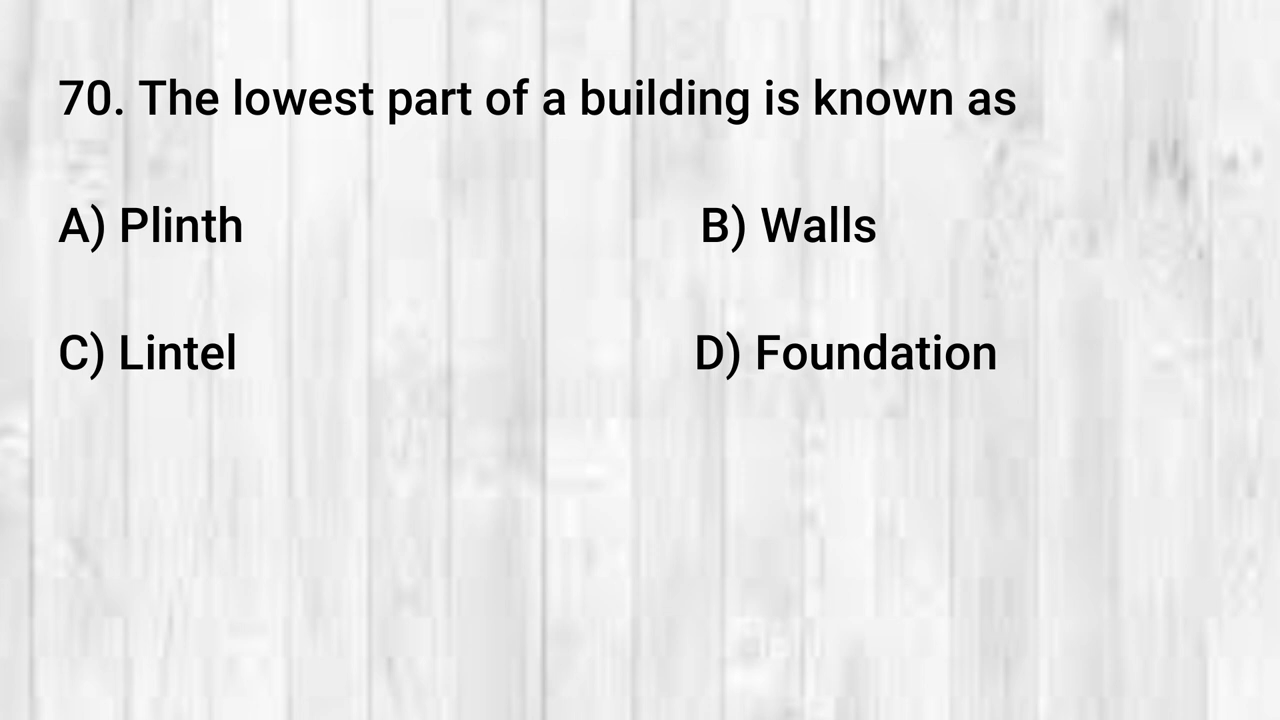 70. The lowest part of a building is known as
A) Plinth B) Walls
C) Lintel D) Foundation